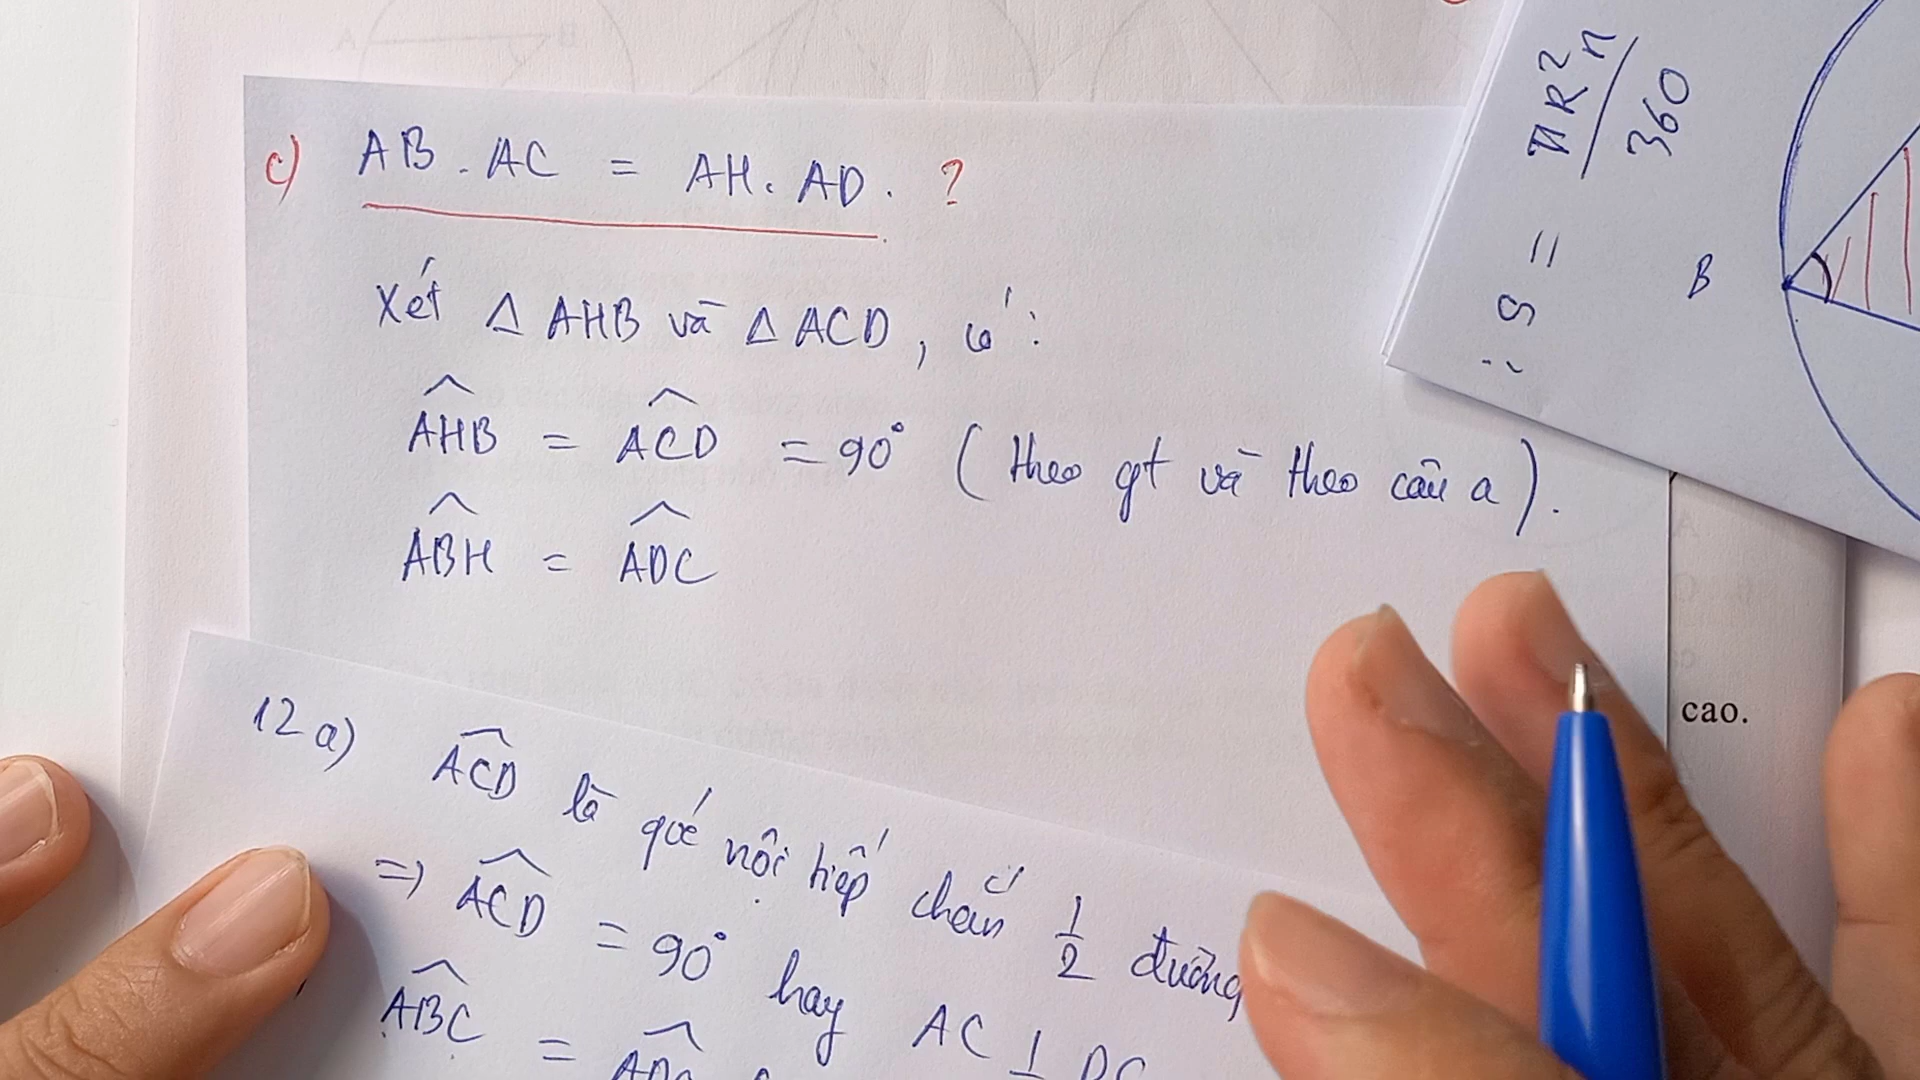 c) AB . AC = AH . AD . ?
Xét Δ AHB và Δ ACD , có :
AHB = ACD = 90° ( theo gt và theo câu a ) .
ABH = ADC
12 a) ACD là góc nội tiếp chắn 1/2 đường
=> ACD = 90° hay AC ⊥ DC
ABC =
S = πR²n / 360
B
cao.